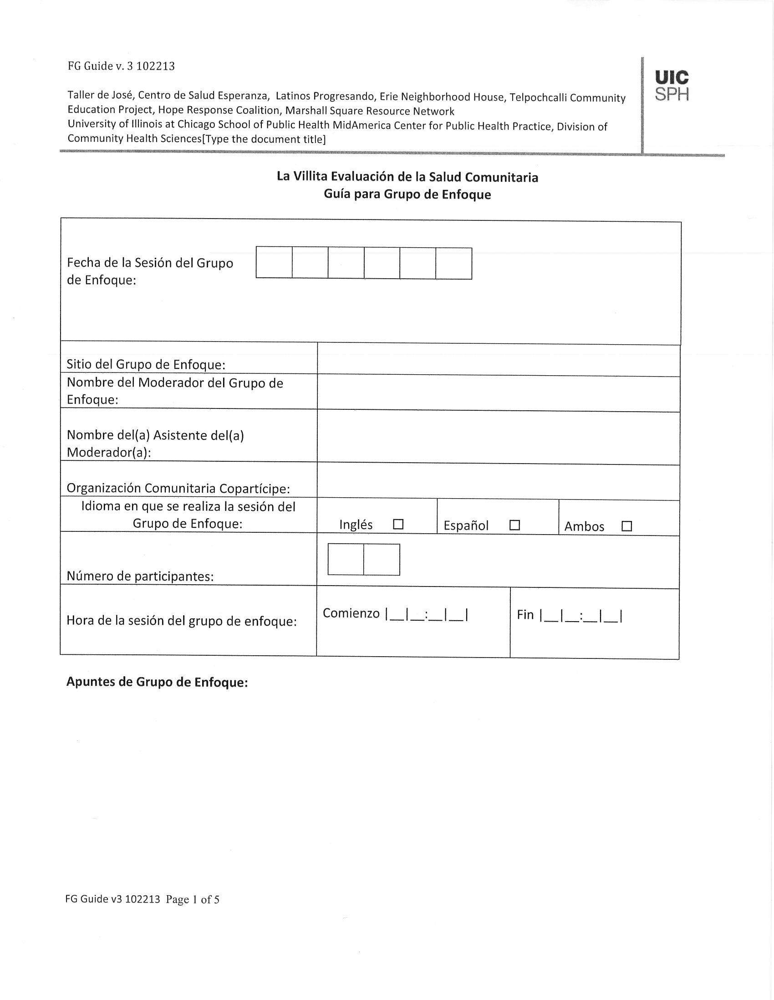 FG Guide v. 3 102213
UIC
SPH
Taller de José, Centro de Salud Esperanza,  Latinos Progresando, Erie Neighborhood House, Telpochcalli Community
Education Project, Hope Response Coalition, Marshall Square Resource Network
University of Illinois at Chicago School of Public Health MidAmerica Center for Public Health Practice, Division of
Community Health Sciences[Type the document title]
La Villita Evaluación de la Salud Comunitaria
Guía para Grupo de Enfoque
Fecha de la Sesión del Grupo
de Enfoque:
Sitio del Grupo de Enfoque:
Nombre del Moderador del Grupo de
Enfoque:
Nombre del(a) Asistente del(a)
Moderador(a):
Organización Comunitaria Copartícipe:
Idioma en que se realiza la sesión del
Grupo de Enfoque:
Inglés ☐ Español ☐ Ambos ☐
Número de participantes:
Hora de la sesión del grupo de enfoque:
Comienzo |__|__:__|__| Fin |__|__:__|__|
Apuntes de Grupo de Enfoque:
FG Guide v3 102213  Page 1 of 5